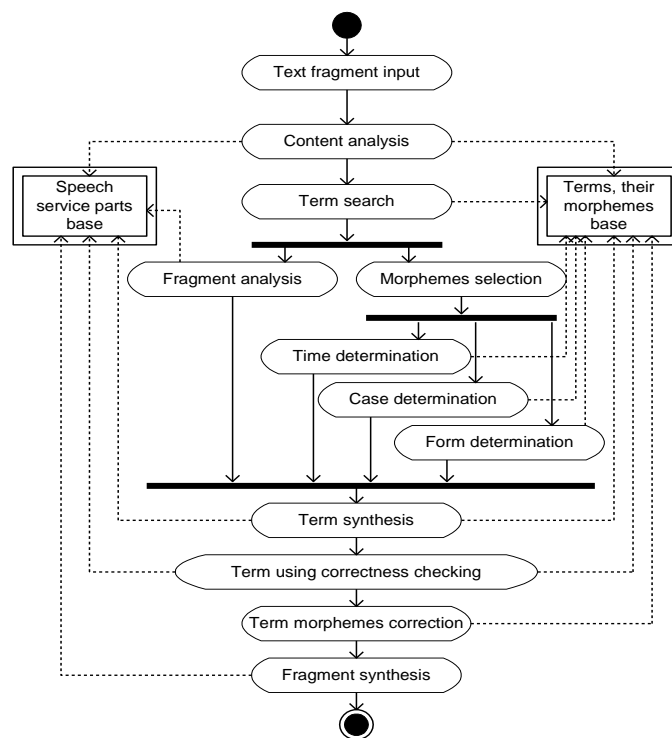 Text fragment input
Content analysis
Speech
service parts
base
Term search
Terms, their
morphemes
base
Fragment analysis
Morphemes selection
Time determination
Case determination
Form determination
Term synthesis
Term using correctness checking
Term morphemes correction
Fragment synthesis